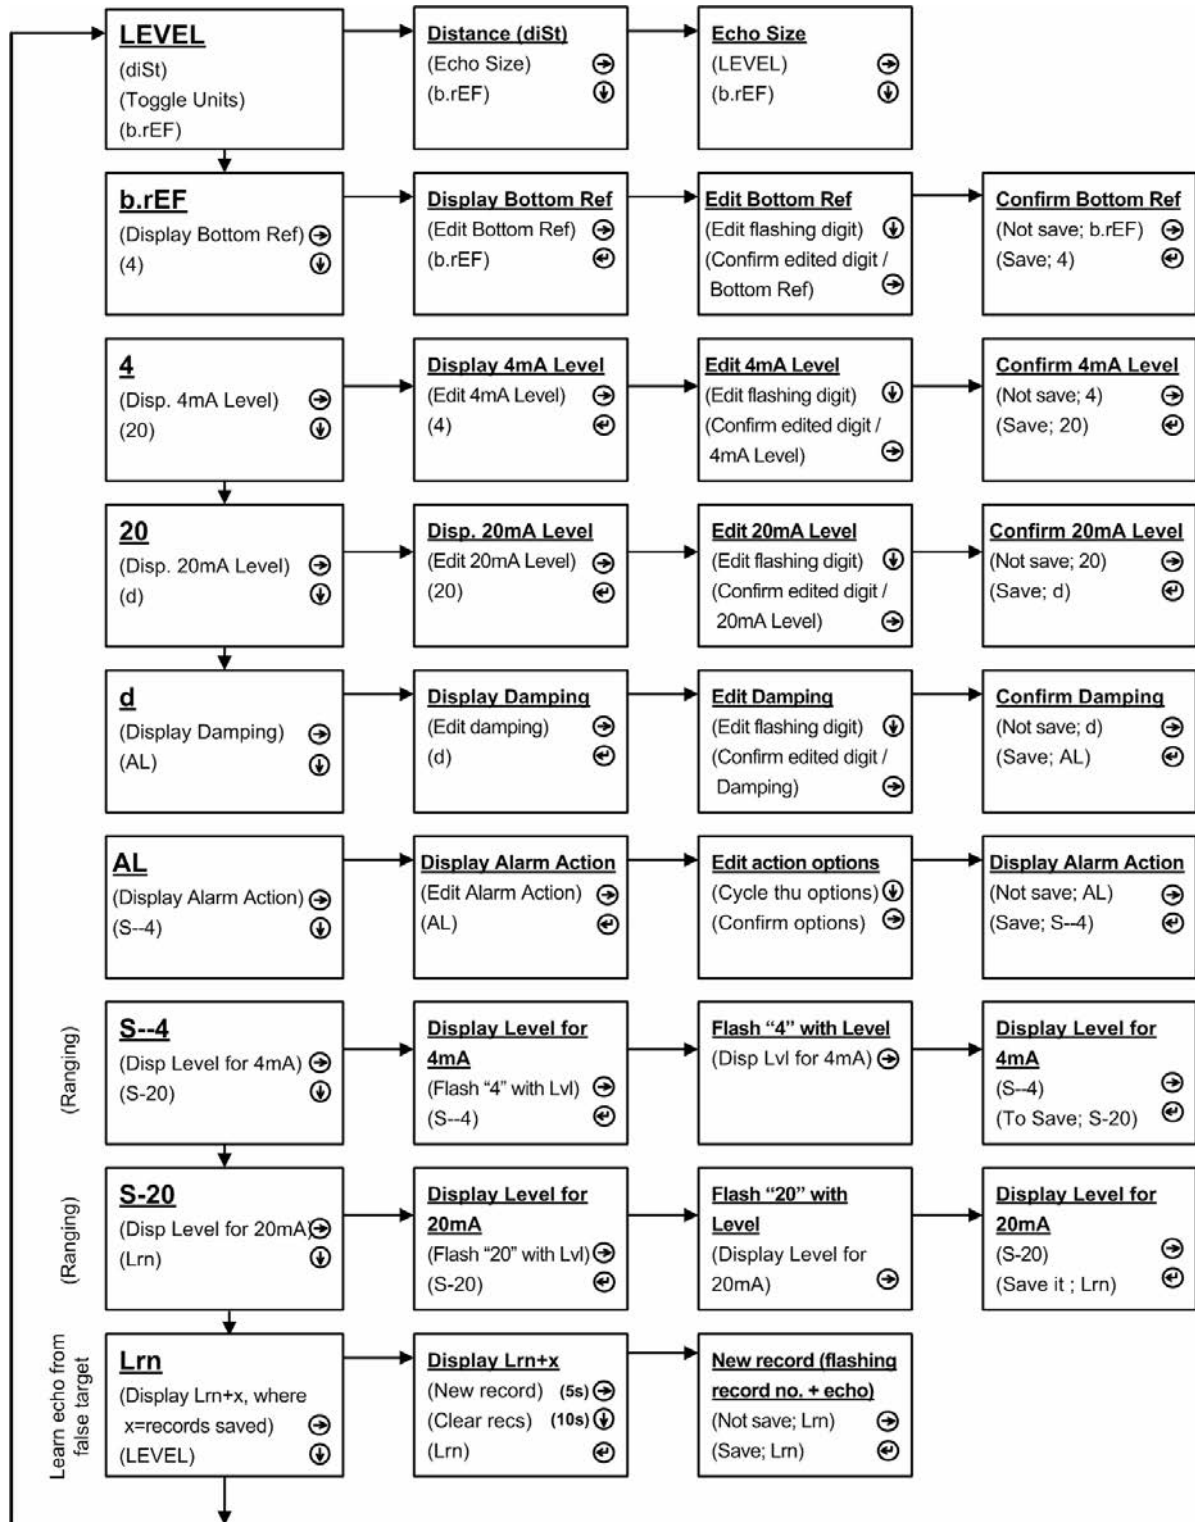 LEVEL
(diSt)
(Toggle Units)
(b.rEF)
Distance (diSt)
(Echo Size)
(b.rEF)
Echo Size
(LEVEL)
(b.rEF)
b.rEF
(Display Bottom Ref)
(4)
Display Bottom Ref
(Edit Bottom Ref)
(b.rEF)
Edit Bottom Ref
(Edit flashing digit)
(Confirm edited digit /
Bottom Ref)
Confirm Bottom Ref
(Not save; b.rEF)
(Save; 4)
4
(Disp. 4mA Level)
(20)
Display 4mA Level
(Edit 4mA Level)
(4)
Edit 4mA Level
(Edit flashing digit)
(Confirm edited digit /
4mA Level)
Confirm 4mA Level
(Not save; 4)
(Save; 20)
20
(Disp. 20mA Level)
(d)
Disp. 20mA Level
(Edit 20mA Level)
(20)
Edit 20mA Level
(Edit flashing digit)
(Confirm edited digit /
20mA Level)
Confirm 20mA Level
(Not save; 20)
(Save; d)
d
(Display Damping)
(AL)
Display Damping
(Edit damping)
(d)
Edit Damping
(Edit flashing digit)
(Confirm edited digit /
Damping)
Confirm Damping
(Not save; d)
(Save; AL)
AL
(Display Alarm Action)
(S--4)
Display Alarm Action
(Edit Alarm Action)
(AL)
Edit action options
(Cycle thu options)
(Confirm options)
Display Alarm Action
(Not save; AL)
(Save; S--4)
(Ranging)
S--4
(Disp Level for 4mA)
(S-20)
Display Level for
4mA
(Flash "4" with Lvl)
(S--4)
Flash "4" with Level
(Disp Lvl for 4mA)
Display Level for
4mA
(S--4)
(To Save; S-20)
(Ranging)
S-20
(Disp Level for 20mA)
(Lrn)
Display Level for
20mA
(Flash "20" with Lvl)
(S-20)
Flash "20" with
Level
(Display Level for
20mA)
Display Level for
20mA
(S-20)
(Save it ; Lrn)
Learn echo from
false target
Lrn
(Display Lrn+x, where
x=records saved)
(LEVEL)
Display Lrn+x
(New record) (5s)
(Clear recs) (10s)
(Lrn)
New record (flashing
record no. + echo)
(Not save; Lrn)
(Save; Lrn)